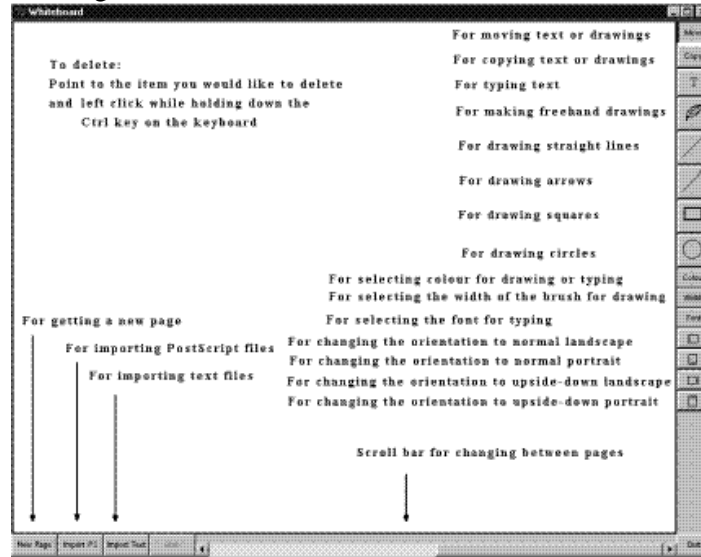 Whiteboard
For moving text or drawings
Move
To delete:
For copying text or drawings
Copy
Point to the item you would like to delete
For typing text
T
and left click while holding down the
For making freehand drawings
Ctrl key on the keyboard
For drawing straight lines
For drawing arrows
For drawing squares
For drawing circles
For selecting colour for drawing or typing
Colour
For selecting the width of the brush for drawing
Width
For getting a new page
For selecting the font for typing
Font
For importing PostScript files
For changing the orientation to normal landscape
For changing the orientation to normal portrait
For importing text files
For changing the orientation to upside-down landscape
For changing the orientation to upside-down portrait
Scroll bar for changing between pages
New Page
Import PS
Import Text